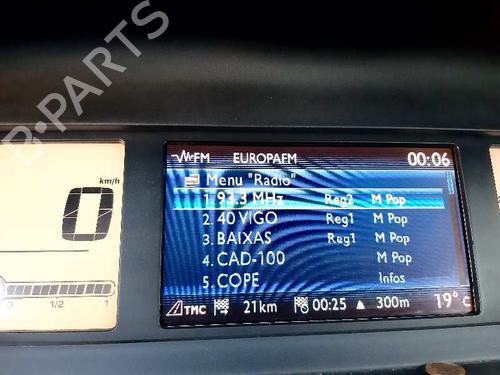 B-PARTS
FM EUROPAFM 00:06
Menu "Radio"
1. 93.3 MHz Reg2 M Pop
2. 40 VIGO Reg1 M Pop
3. BAIXAS Reg1 M Pop
4. CAD-100 M Pop
5. COPE Infos
TMC 21km 00:25 ▲ 300m 19° C
km/h
0
0 1/2 1